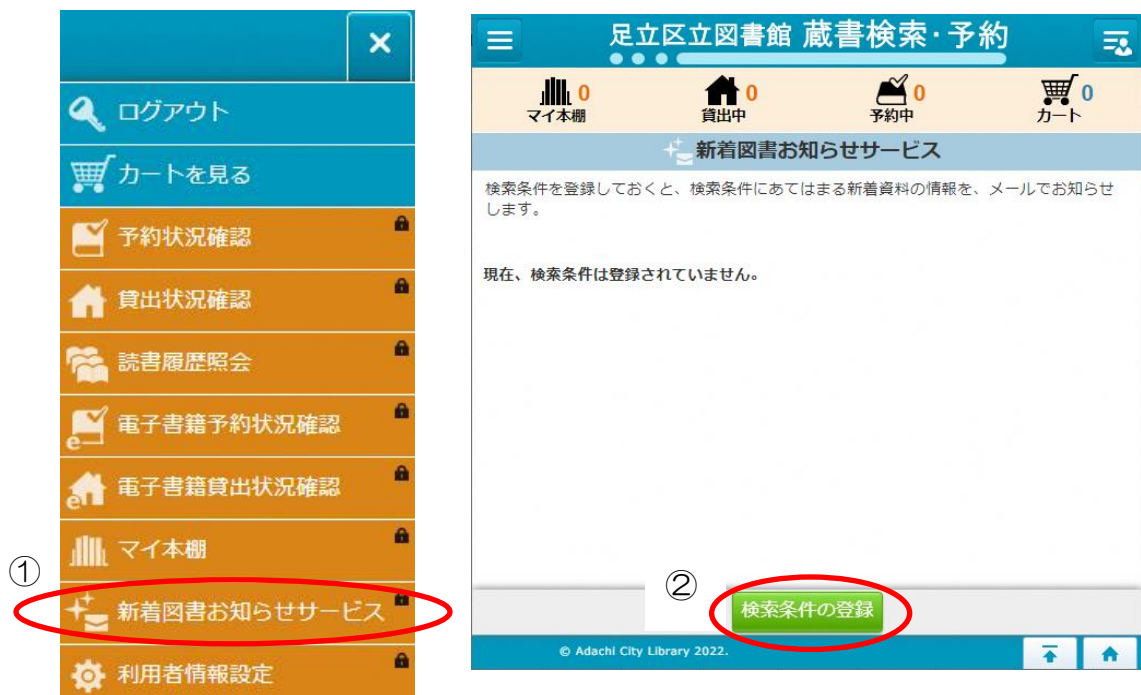 ×
ログアウト
カートを見る
予約状況確認
貸出状況確認
読書履歴照会
電子書籍予約状況確認
電子書籍貸出状況確認
マイ本棚
①
新着図書お知らせサービス
利用者情報設定
足立区立図書館 蔵書検索・予約
0
マイ本棚
0
貸出中
0
予約中
0
カート
新着図書お知らせサービス
検索条件を登録しておくと、検索条件にあてはまる新着資料の情報を、メールでお知らせ
します。
現在、検索条件は登録されていません。
②
検索条件の登録
© Adachi City Library 2022.